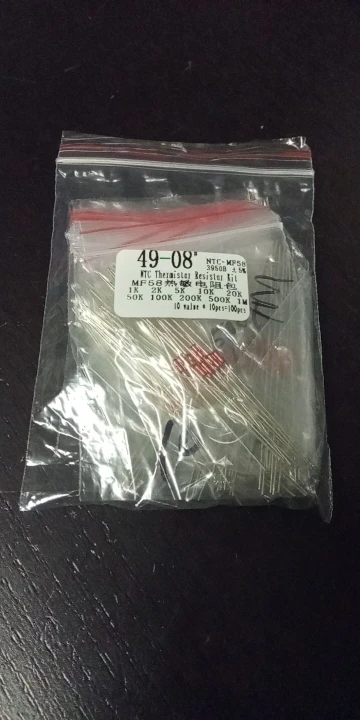 49-08#
NTC-MF58
3950B ±5%
NTC Thermistor Resistor Kit
MF58热敏电阻包
1K 2K 5K 10K 20K
50K 100K 200K 500K 1M
10 value * 10pcs=100pcs